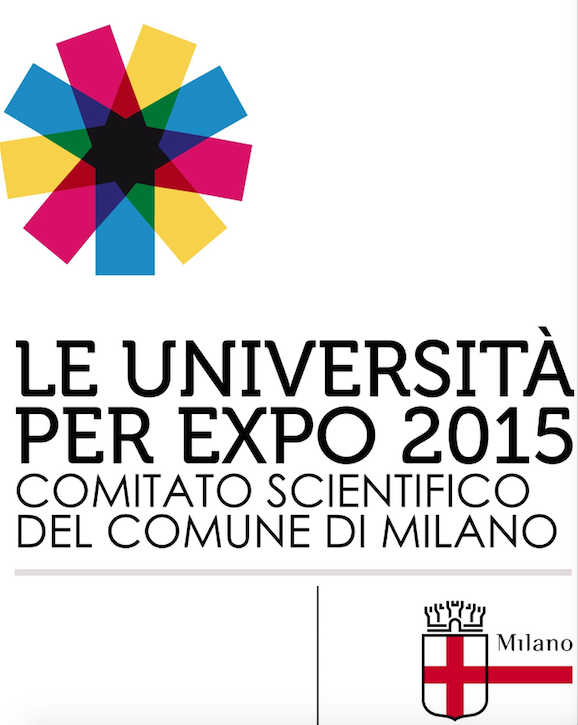 LE UNIVERSITÀ
PER EXPO 2015
COMITATO SCIENTIFICO
DEL COMUNE DI MILANO
Milano